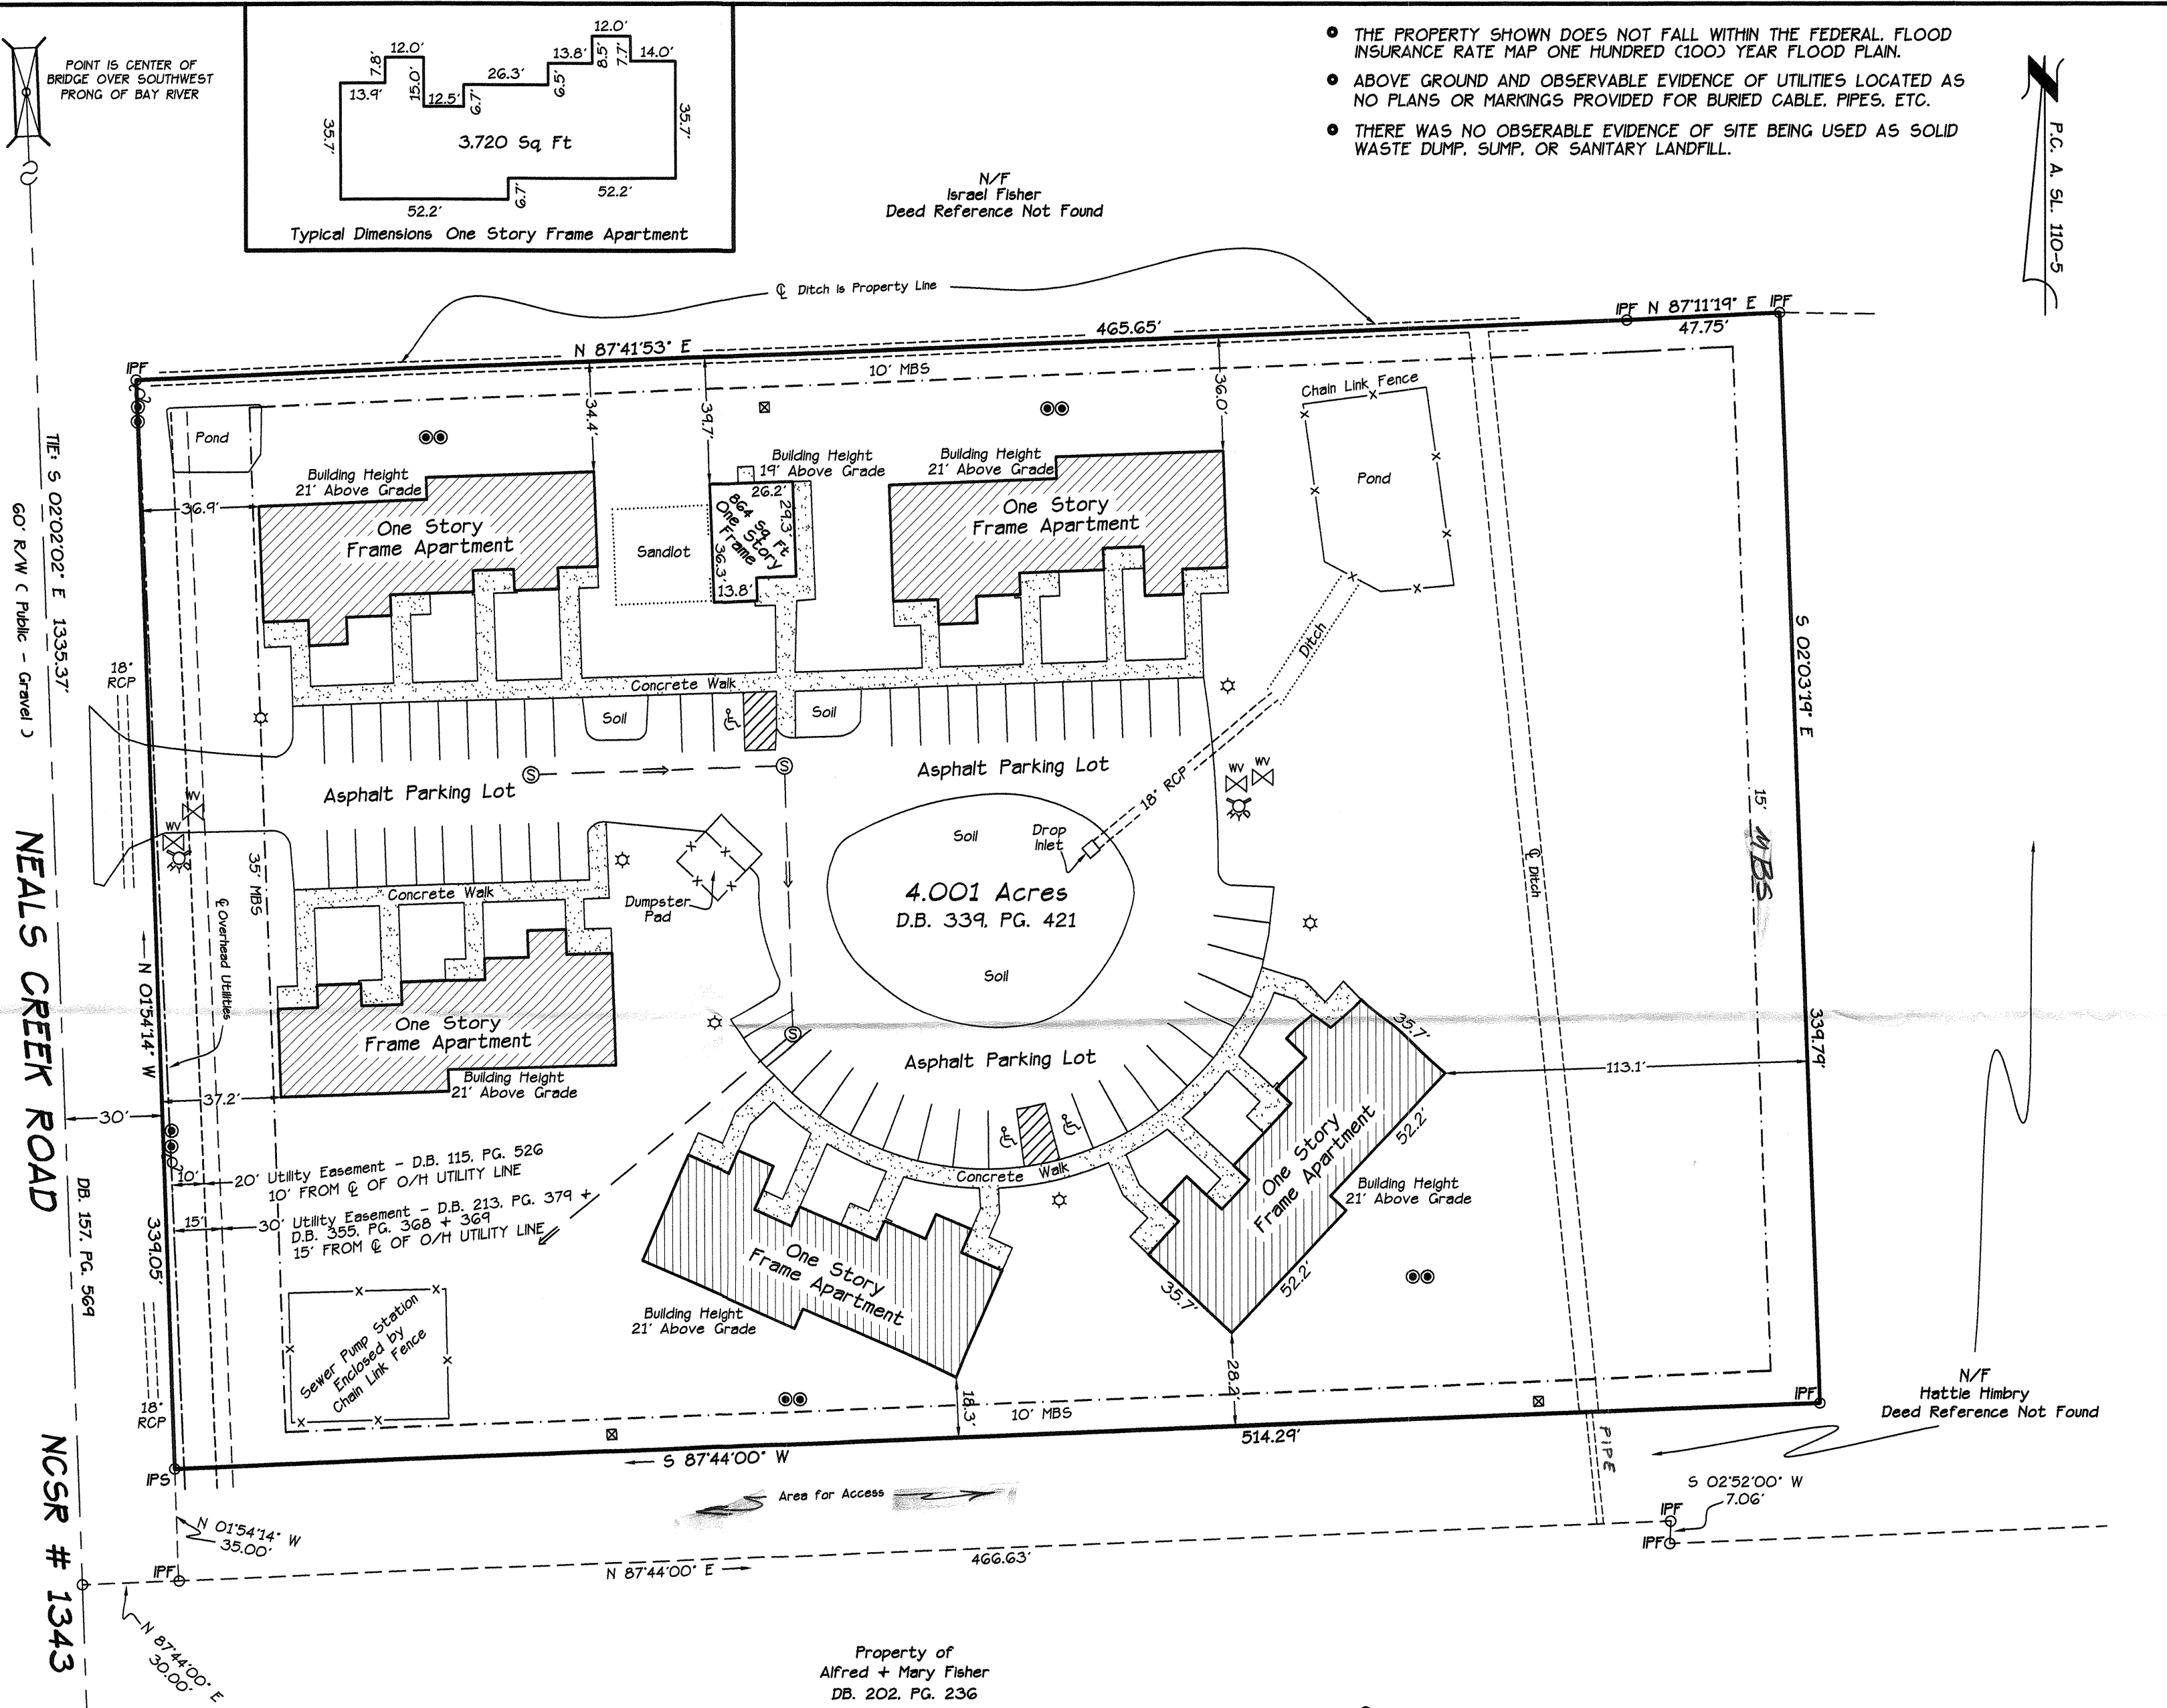 POINT IS CENTER OF
BRIDGE OVER SOUTHWEST
PRONG OF BAY RIVER
12.0'
7.8'
13.9'
15.0'
12.5'
6.7'
26.3'
13.8'
6.5'
12.0'
8.5'
7.7'
14.0'
35.7'
35.7'
3.720 Sq Ft
52.2'
6.7'
52.2'
Typical Dimensions One Story Frame Apartment
THE PROPERTY SHOWN DOES NOT FALL WITHIN THE FEDERAL. FLOOD
INSURANCE RATE MAP ONE HUNDRED (100) YEAR FLOOD PLAIN.
ABOVE GROUND AND OBSERVABLE EVIDENCE OF UTILITIES LOCATED AS
NO PLANS OR MARKINGS PROVIDED FOR BURIED CABLE. PIPES. ETC.
THERE WAS NO OBSERABLE EVIDENCE OF SITE BEING USED AS SOLID
WASTE DUMP. SUMP. OR SANITARY LANDFILL.
P.C. A. SL. 110-5
N/F
Israel Fisher
Deed Reference Not Found
℄ Ditch is Property Line
IPF
N 87°41'53" E
465.65'
IPF
N 87°11'19" E
IPF
47.75'
10' MBS
34.4'
39.7'
36.0'
Chain Link Fence
Pond
Pond
Building Height
21' Above Grade
Building Height
19' Above Grade
Building Height
21' Above Grade
36.9'
One Story
Frame Apartment
Sandlot
26.2'
29.3'
864 Sq Ft
One Story
Frame
36.3'
13.8'
One Story
Frame Apartment
Ditch
TIE: S 02°02'02" E 1335.37'
60' R/W ( Public - Gravel )
NEALS CREEK ROAD
NCSR # 1343
DB. 157. PG. 569
18"
RCP
Concrete Walk
Soil
Soil
S
S
Asphalt Parking Lot
Asphalt Parking Lot
18" RCP
WV
WV
WV
WV
S 02°03'19" E
339.79'
15' MBS
℄ Ditch
Soil
Drop
Inlet
4.001 Acres
D.B. 339. PG. 421
Soil
35' MBS
℄ Overhead Utilities
Concrete Walk
Dumpster
Pad
N 01°54'14" W
339.05'
One Story
Frame Apartment
Building Height
21' Above Grade
37.2'
30'
S
Asphalt Parking Lot
35.7'
113.1'
One Story
Frame Apartment
52.2'
Building Height
21' Above Grade
52.2'
35.7'
Concrete Walk
10'
20' Utility Easement - D.B. 115. PG. 526
10' FROM ℄ OF O/H UTILITY LINE
15'
30' Utility Easement - D.B. 213. PG. 379 +
D.B. 355. PG. 368 + 369
15' FROM ℄ OF O/H UTILITY LINE
One Story
Frame Apartment
Building Height
21' Above Grade
Sewer Pump Station
Enclosed by
Chain Link Fence
18"
RCP
18.3'
28.2'
10' MBS
IPF
N/F
Hattie Himbry
Deed Reference Not Found
IPS
S 87°44'00" W
514.29'
PIPE
Area for Access
S 02°52'00" W
7.06'
IPF
IPF
N 01°54'14" W
35.00'
IPF
N 87°44'00" E
466.63'
N 87°44'00" E
30.00'
Property of
Alfred + Mary Fisher
DB. 202. PG. 236